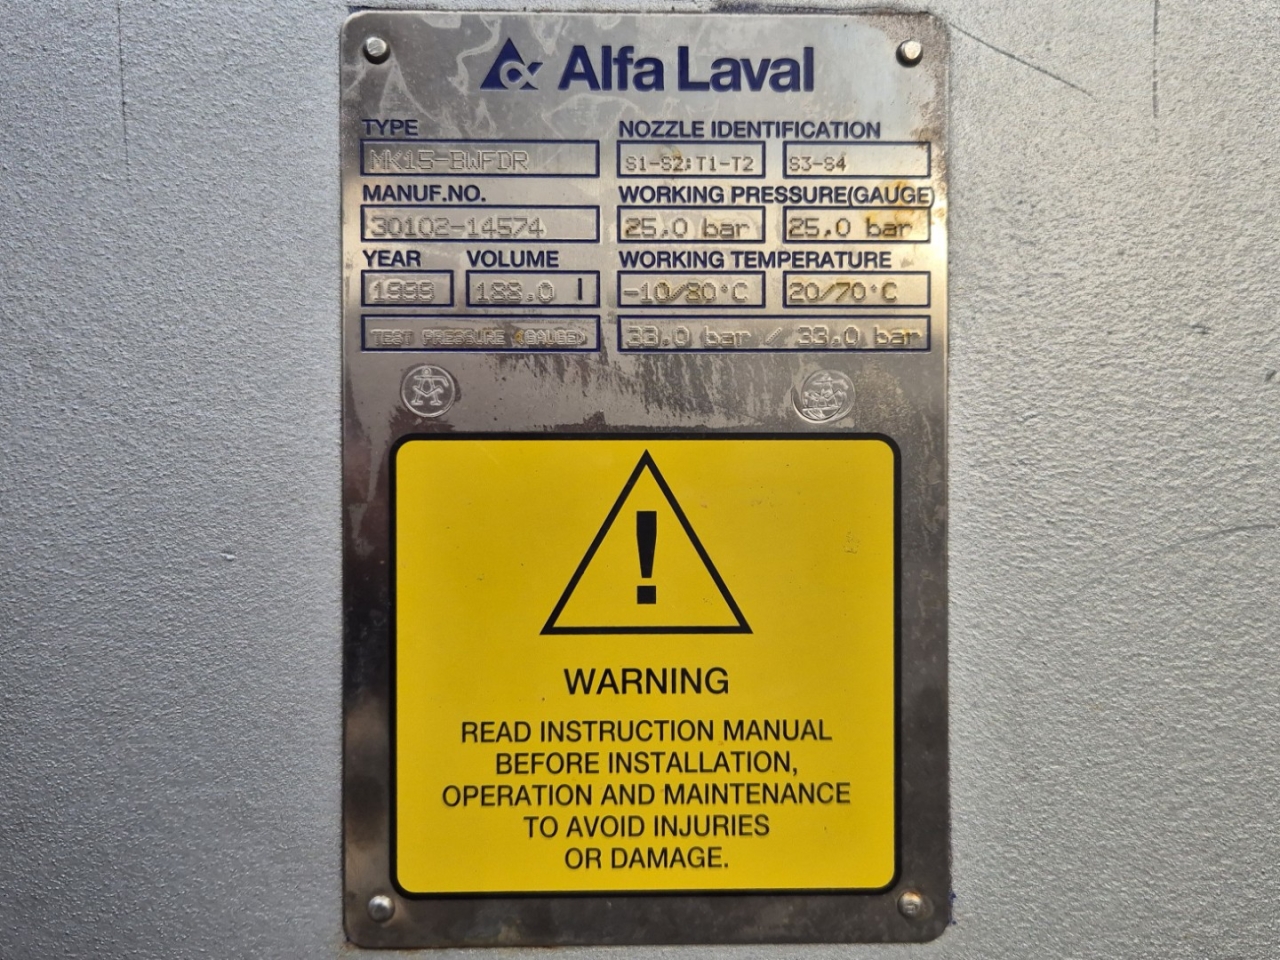 Alfa Laval
TYPE NOZZLE IDENTIFICATION
MK15-BWFDR S1-S2:T1-T2 S3-S4
MANUF.NO. WORKING PRESSURE(GAUGE)
30102-14574 25.0 bar 25.0 bar
YEAR VOLUME WORKING TEMPERATURE
1999 188.0 l -10/80°C 20/70°C
TEST PRESSURE (GAUGE) 33.0 bar / 33.0 bar
!
WARNING
READ INSTRUCTION MANUAL
BEFORE INSTALLATION,
OPERATION AND MAINTENANCE
TO AVOID INJURIES
OR DAMAGE.